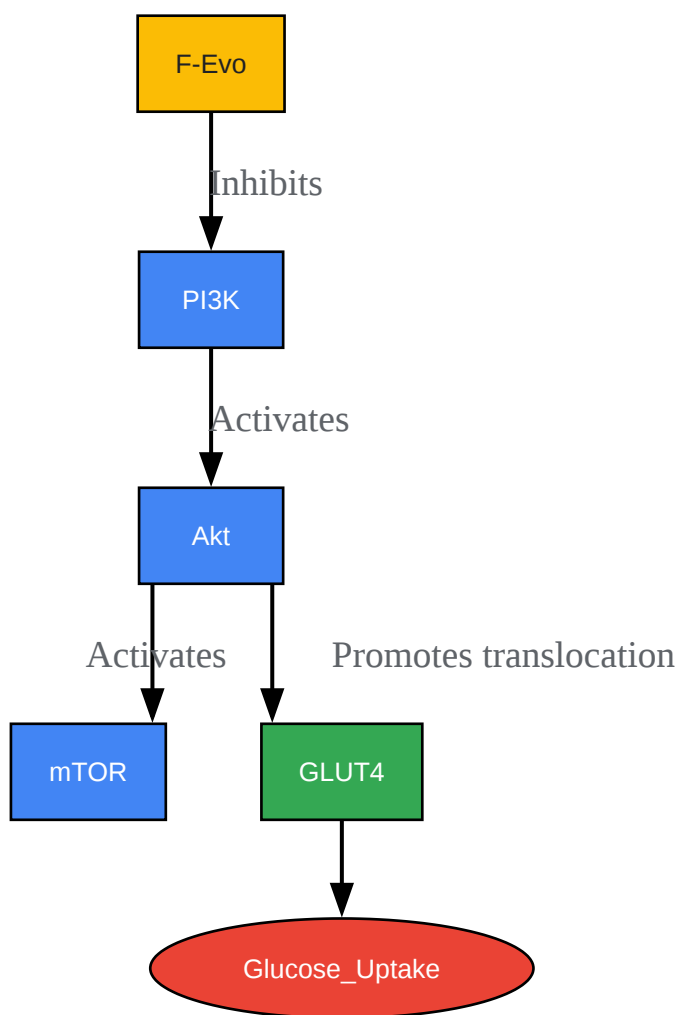 F-Evo
Inhibits
PI3K
Activates
Akt
Activates
Promotes translocation
mTOR
GLUT4
Glucose_Uptake